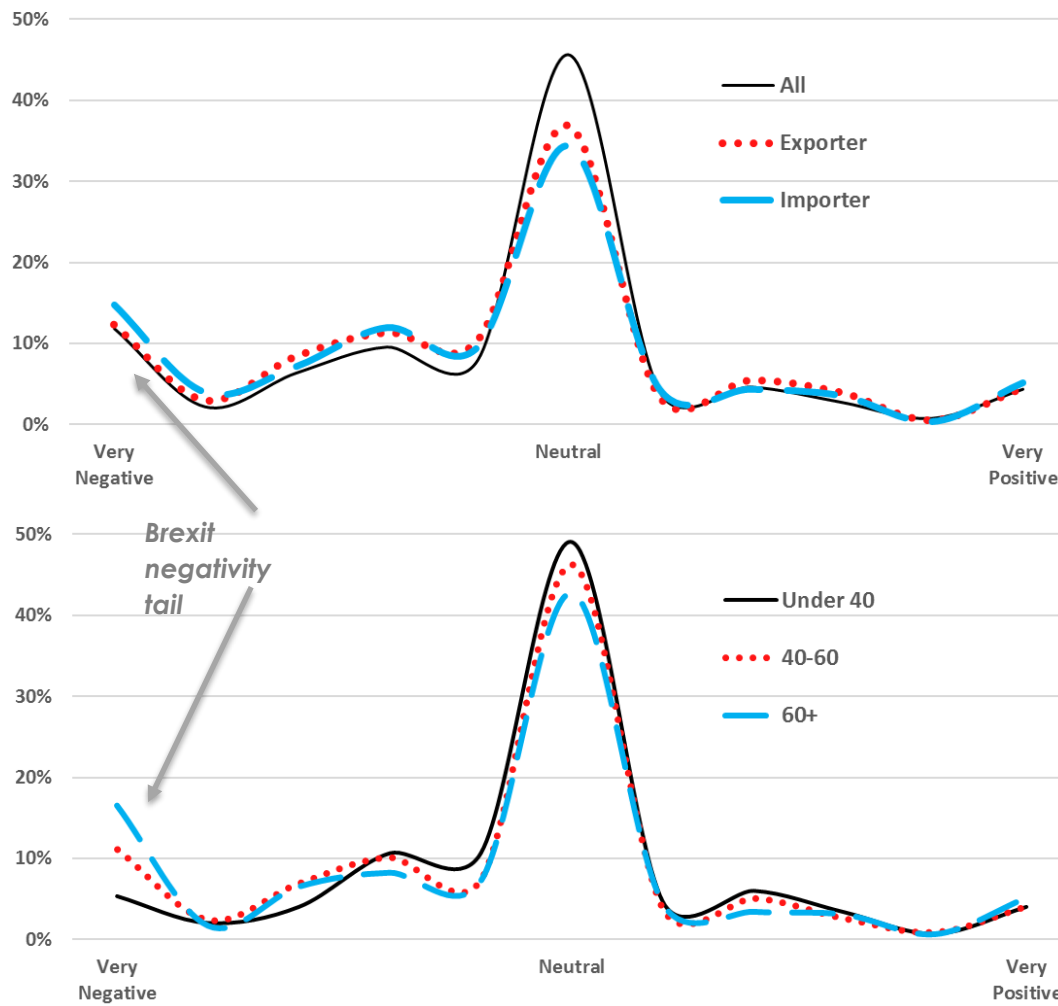 50%
All
40%
Exporter
30%
Importer
20%
10%
0%
Very
Negative
Neutral
Very
Positive
Brexit
negativity
tail
50%
Under 40
40%
40-60
30%
60+
20%
10%
0%
Very
Negative
Neutral
Very
Positive